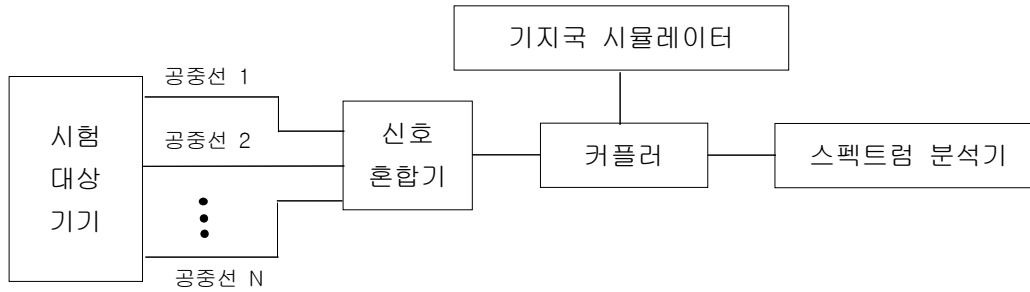 기지국 시뮬레이터
공중선 1
시험
대상
기기
공중선 2
신호
혼합기
커플러
스펙트럼 분석기
공중선 N